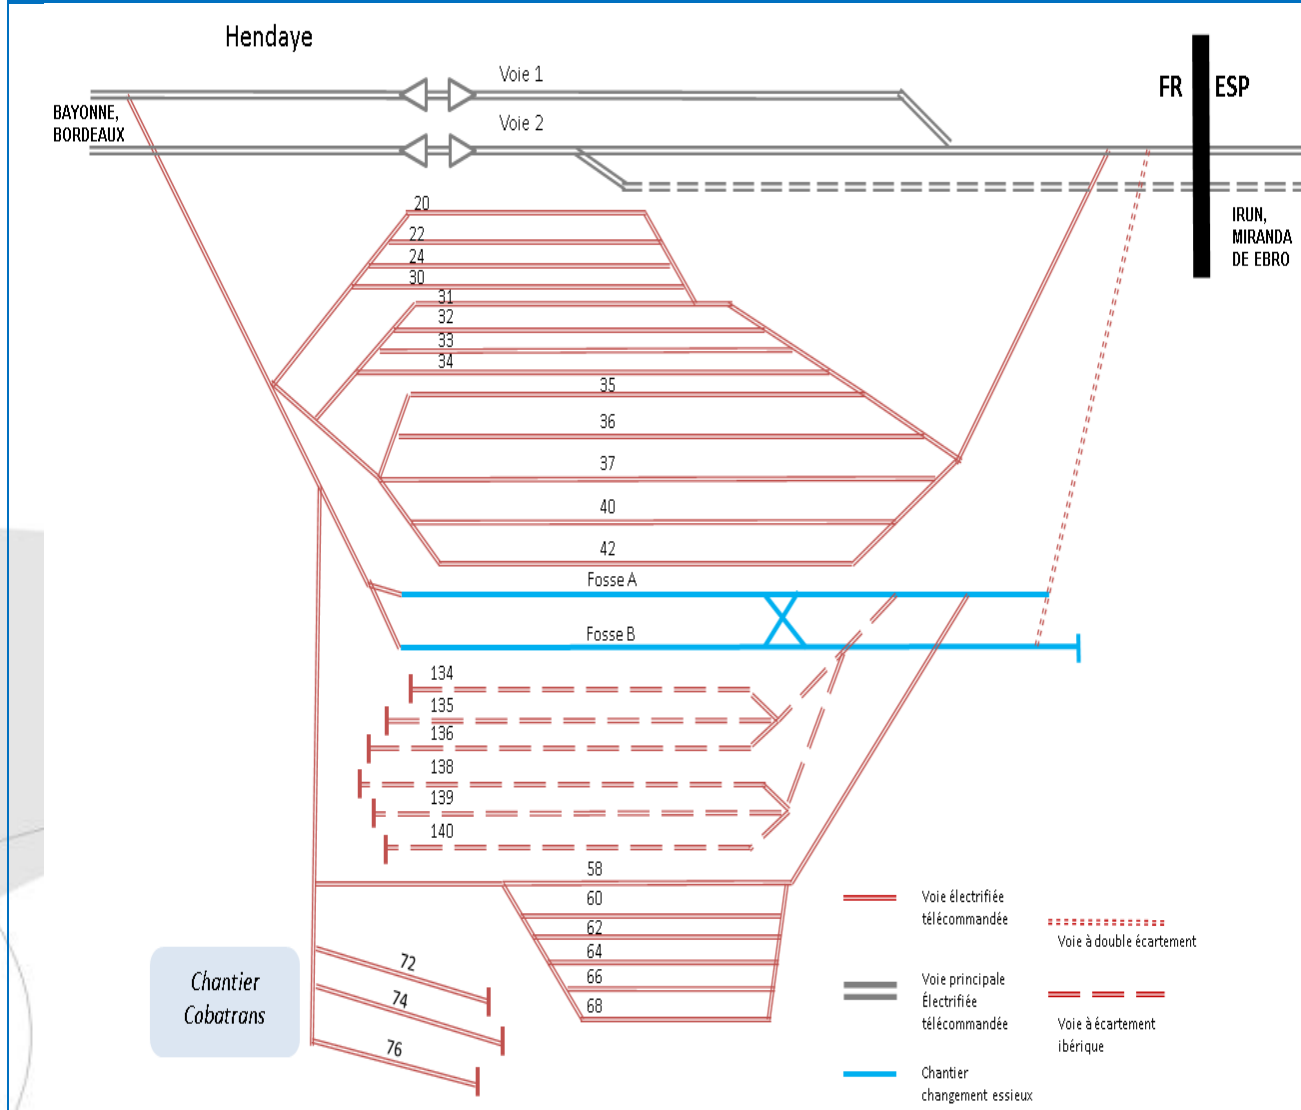 Hendaye
Voie 1
FR ESP
BAYONNE,
BORDEAUX
Voie 2
20
IRUN,
MIRANDA
DE EBRO
22
24
30
31
32
33
34
35
36
37
40
42
Fosse A
Fosse B
134
135
136
138
139
140
58
60
62
64
66
68
72
74
76
Chantier
Cobatrans
Voie électrifiée
télécommandée
Voie à double écartement
Voie principale
Électrifiée
télécommandée
Voie à écartement
ibérique
Chantier
changement essieux